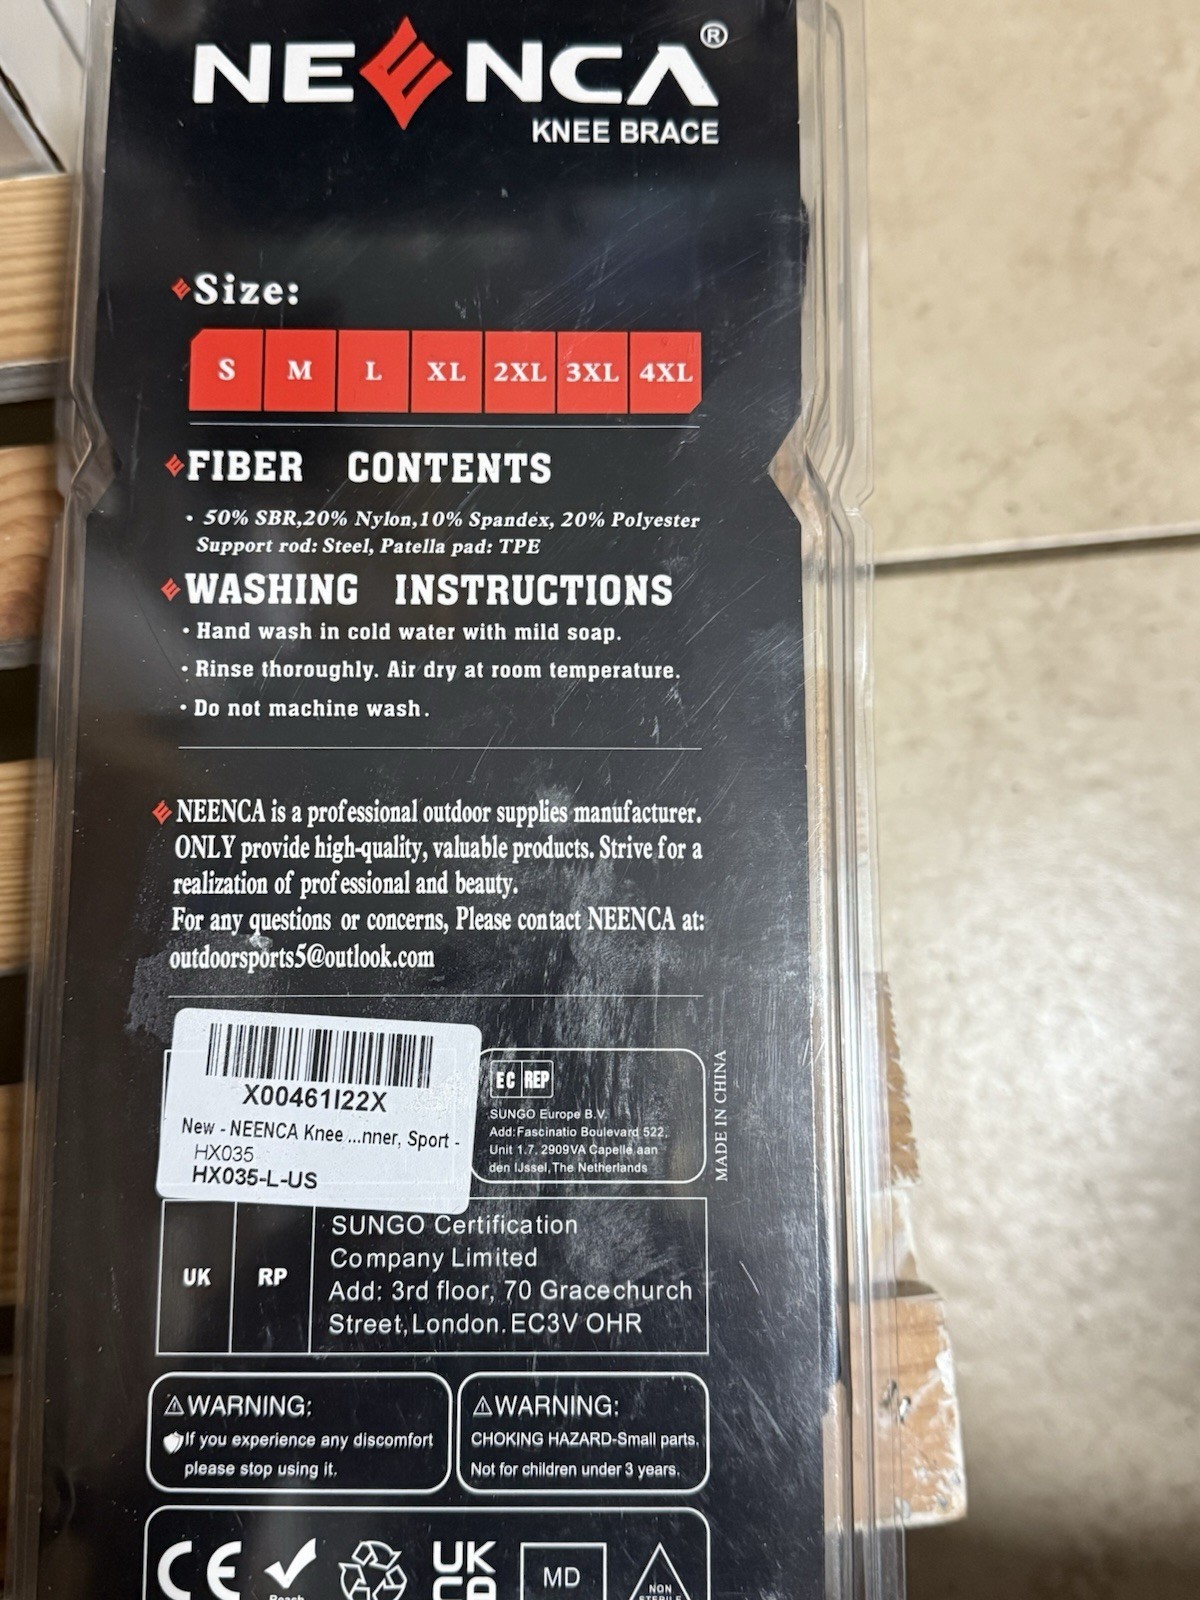 NEENCA®
KNEE BRACE
Size:
S M L XL 2XL 3XL 4XL
FIBER CONTENTS
• 50% SBR,20% Nylon,10% Spandex, 20% Polyester
Support rod: Steel, Patella pad: TPE
WASHING INSTRUCTIONS
• Hand wash in cold water with mild soap.
• Rinse thoroughly. Air dry at room temperature.
• Do not machine wash.
NEENCA is a professional outdoor supplies manufacturer.
ONLY provide high-quality, valuable products. Strive for a
realization of professional and beauty.
For any questions or concerns, Please contact NEENCA at:
outdoorsports5@outlook.com
X00461I22X
New - NEENCA Knee ...nner, Sport -
HX035
HX035-L-US
EC REP
SUNGO Europe B.V.
Add:Fascinatio Boulevard 522,
Unit 1.7, 2909VA Capelle aan
den IJssel,The Netherlands
MADE IN CHINA
UK RP
SUNGO Certification
Company Limited
Add: 3rd floor, 70 Gracechurch
Street,London.EC3V OHR
⚠WARNING:
If you experience any discomfort
please stop using it.
⚠WARNING:
CHOKING HAZARD-Small parts.
Not for children under 3 years.
CE
Reach
UK
CA
MD
NON
STERILE